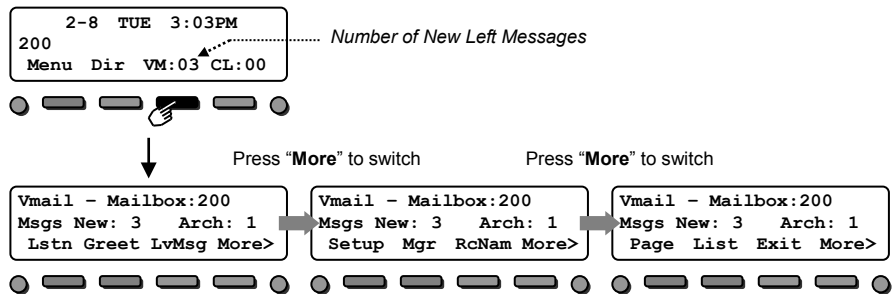 2-8 TUE 3:03PM
200
Number of New Left Messages
Menu Dir VM:03 CL:00
Press “More” to switch
Press “More” to switch
Vmail – Mailbox:200
Msgs New: 3 Arch: 1
Lstn Greet LvMsg More>
Vmail – Mailbox:200
Msgs New: 3 Arch: 1
Setup Mgr RcNam More>
Vmail – Mailbox:200
Msgs New: 3 Arch: 1
Page List Exit More>